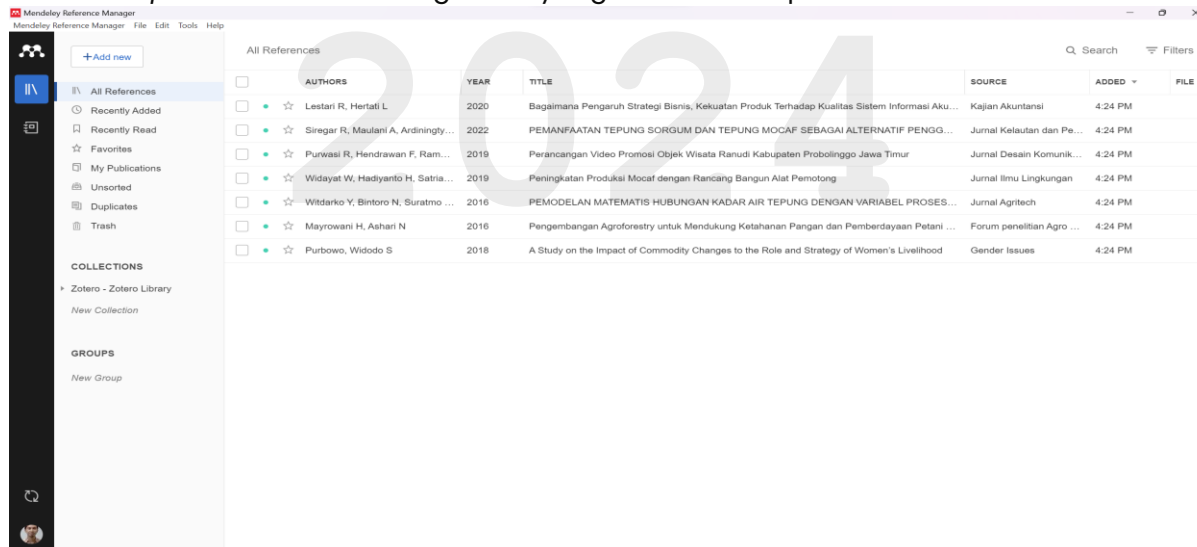 Mendeley Reference Manager
Mendeley Reference Manager File Edit Tools Help
+Add new
All References
Recently Added
Recently Read
Favorites
My Publications
Unsorted
Duplicates
Trash
COLLECTIONS
Zotero - Zotero Library
New Collection
GROUPS
New Group
All References Search Filters
AUTHORS YEAR TITLE SOURCE ADDED FILE
Lestari R, Hertati L 2020 Bagaimana Pengaruh Strategi Bisnis, Kekuatan Produk Terhadap Kualitas Sistem Informasi Aku... Kajian Akuntansi 4:24 PM
Siregar R, Maulani A, Ardiningty... 2022 PEMANFAATAN TEPUNG SORGUM DAN TEPUNG MOCAF SEBAGAI ALTERNATIF PENGG... Jurnal Kelautan dan Pe... 4:24 PM
Purwasi R, Hendrawan F, Ram... 2019 Perancangan Video Promosi Objek Wisata Ranudi Kabupaten Probolinggo Jawa Timur Jurnal Desain Komunik... 4:24 PM
Widayat W, Hadiyanto H, Satria... 2019 Peningkatan Produksi Mocaf dengan Rancang Bangun Alat Pemotong Jurnal Ilmu Lingkungan 4:24 PM
Witdarko Y, Bintoro N, Suratmo ... 2016 PEMODELAN MATEMATIS HUBUNGAN KADAR AIR TEPUNG DENGAN VARIABEL PROSES... Jurnal Agritech 4:24 PM
Mayrowani H, Ashari N 2016 Pengembangan Agroforestry untuk Mendukung Ketahanan Pangan dan Pemberdayaan Petani ... Forum penelitian Agro ... 4:24 PM
Purbowo, Widodo S 2018 A Study on the Impact of Commodity Changes to the Role and Strategy of Women's Livelihood Gender Issues 4:24 PM
2024